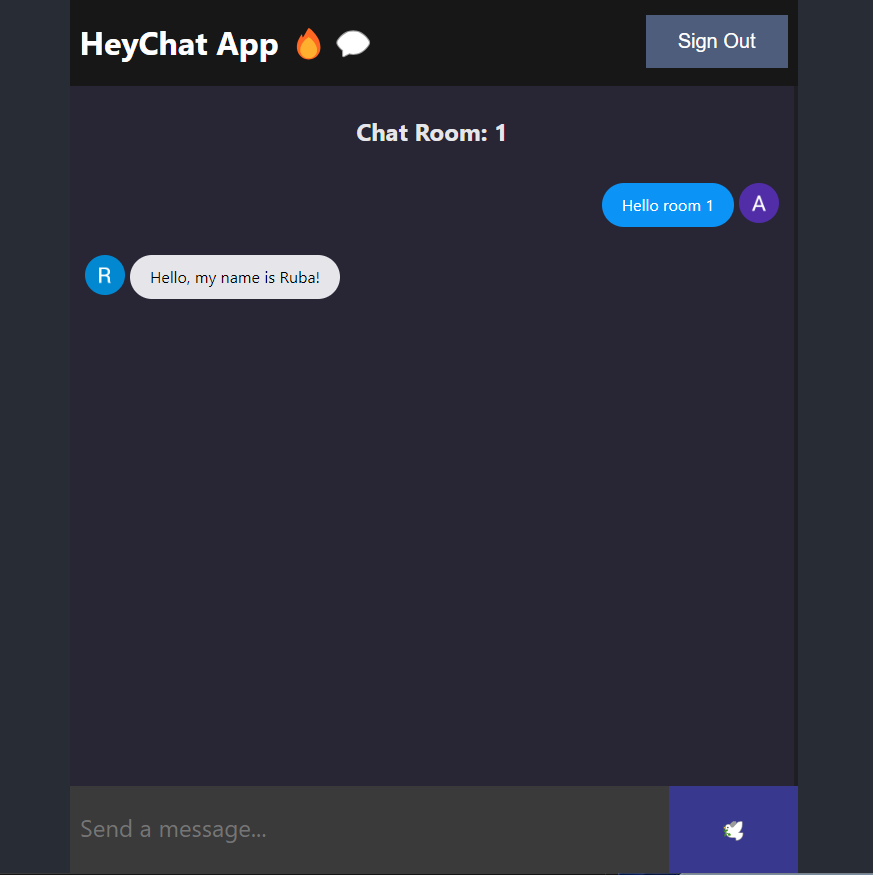 HeyChat App 🔥 💬
Sign Out
Chat Room: 1
Hello room 1
A
R
Hello, my name is Ruba!
Send a message...
🕊️